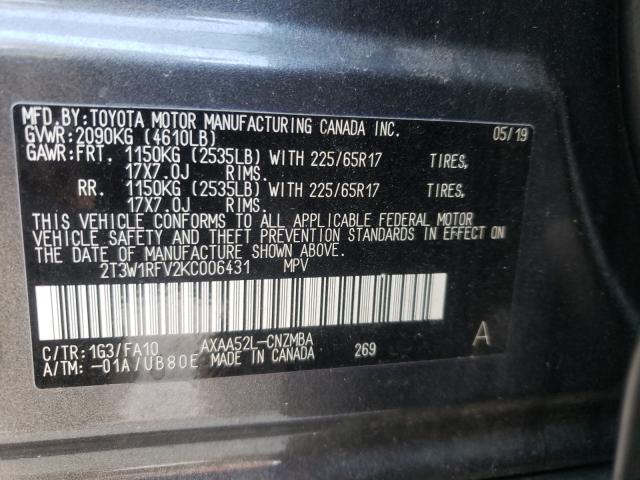 MFD. BY: TOYOTA MOTOR MANUFACTURING CANADA INC.
GVWR: 2090KG (4610LB) 05/19
GAWR: FRT. 1150KG (2535LB) WITH 225/65R17 TIRES,
17X7.0J RIMS.
RR. 1150KG (2535LB) WITH 225/65R17 TIRES,
17X7.0J RIMS.
THIS VEHICLE CONFORMS TO ALL APPLICABLE FEDERAL MOTOR
VEHICLE SAFETY AND THEFT PREVENTION STANDARDS IN EFFECT ON
THE DATE OF MANUFACTURE SHOWN ABOVE.
2T3W1RFV2KC006431 MPV
C/TR: 1G3/FA10 AXAA52L-CNZMBA 269 A
A/TM: -01A/UB80E MADE IN CANADA